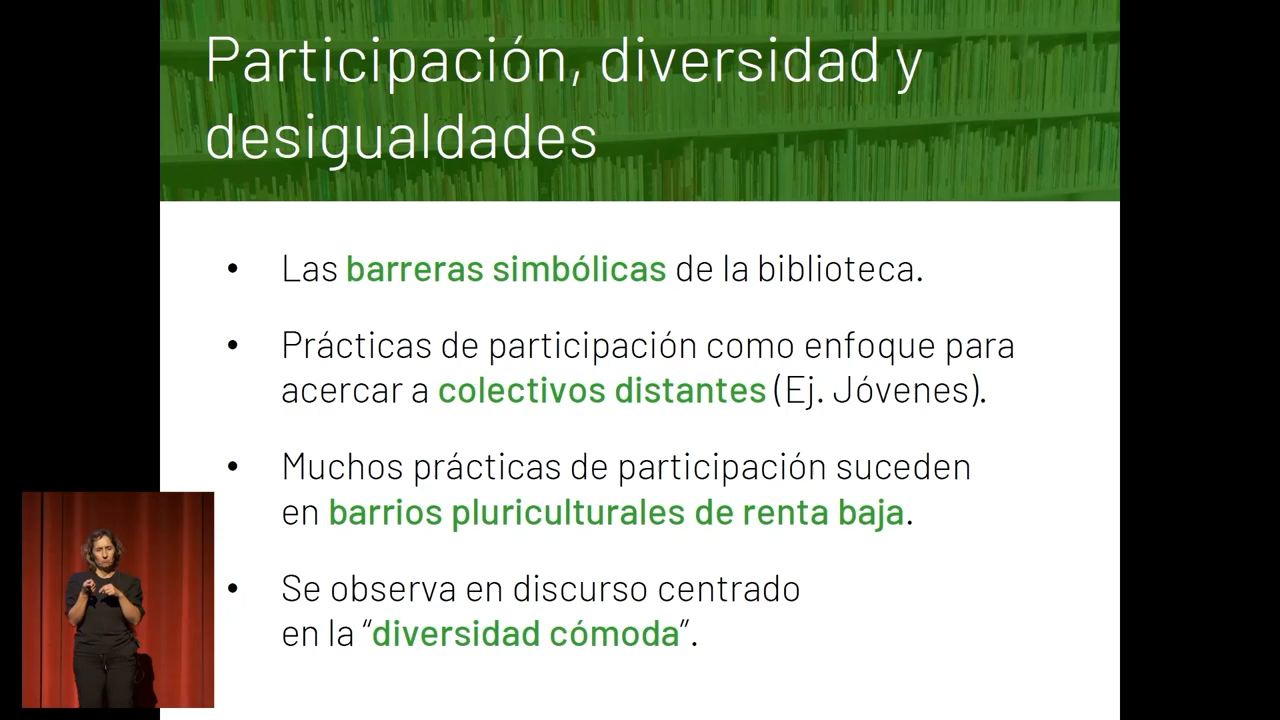 Participación, diversidad y
desigualdades
• Las barreras simbólicas de la biblioteca.
• Prácticas de participación como enfoque para
acercar a colectivos distantes (Ej. Jóvenes).
• Muchos prácticas de participación suceden
en barrios pluriculturales de renta baja.
• Se observa en discurso centrado
en la “diversidad cómoda”.